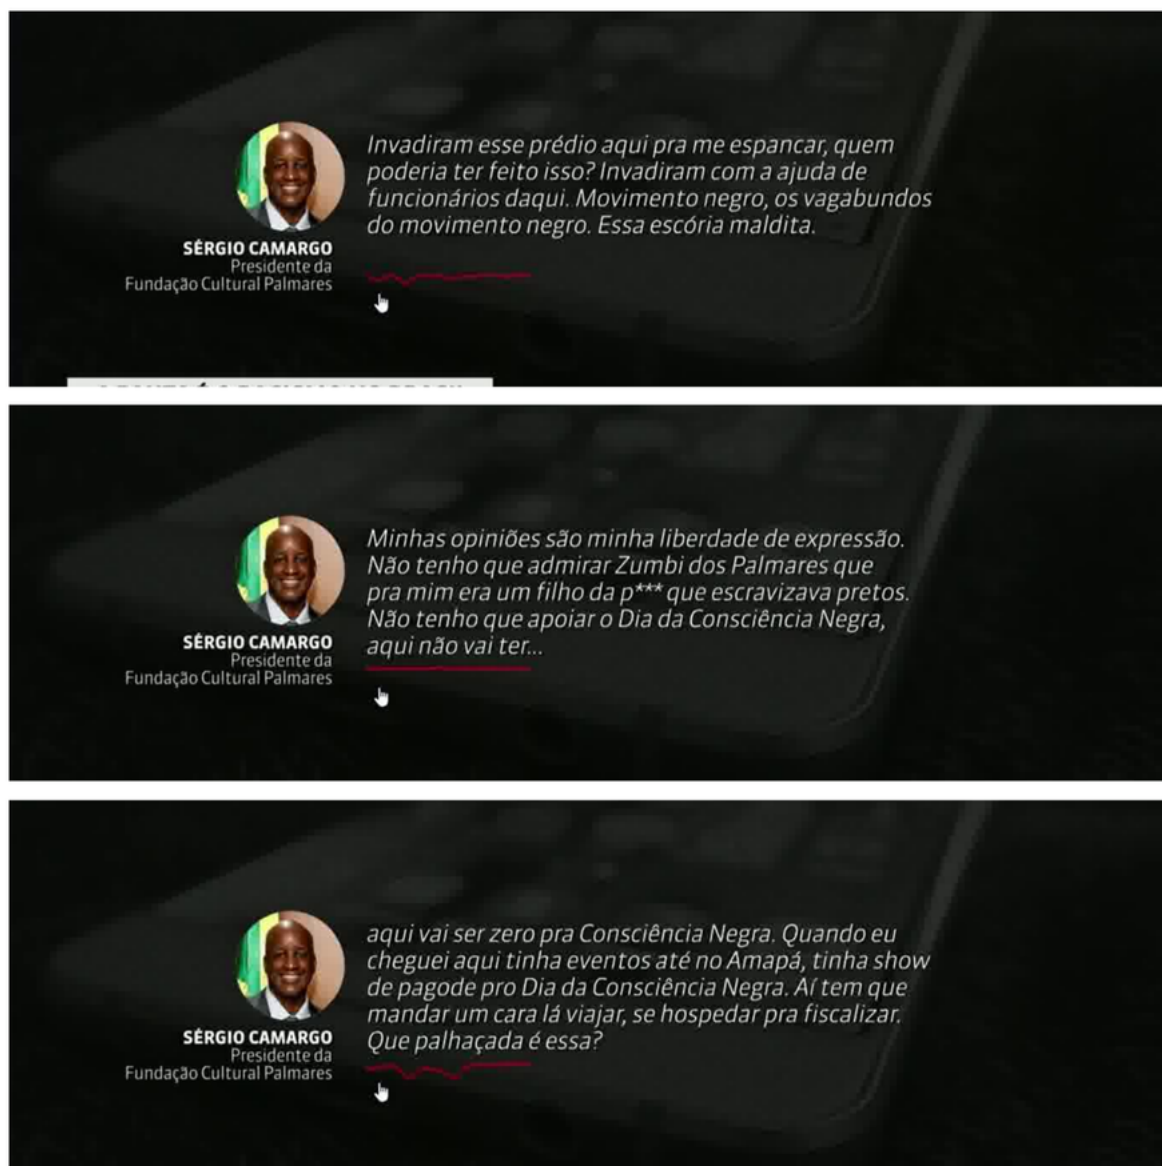 Invadiram esse prédio aqui pra me espancar, quem
poderia ter feito isso? Invadiram com a ajuda de
funcionários daqui. Movimento negro, os vagabundos
do movimento negro. Essa escória maldita.
SÉRGIO CAMARGO
Presidente da
Fundação Cultural Palmares
Minhas opiniões são minha liberdade de expressão.
Não tenho que admirar Zumbi dos Palmares que
pra mim era um filho da p*** que escravizava pretos.
Não tenho que apoiar o Dia da Consciência Negra,
aqui não vai ter...
SÉRGIO CAMARGO
Presidente da
Fundação Cultural Palmares
aqui vai ser zero pra Consciência Negra. Quando eu
cheguei aqui tinha eventos até no Amapá, tinha show
de pagode pro Dia da Consciência Negra. Aí tem que
mandar um cara lá viajar, se hospedar pra fiscalizar.
Que palhaçada é essa?
SÉRGIO CAMARGO
Presidente da
Fundação Cultural Palmares